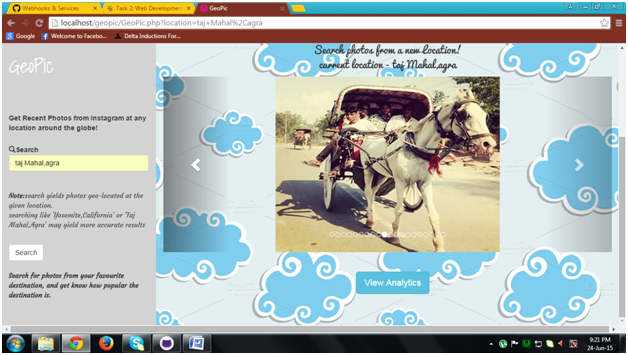 Webhooks & Services
Task 2: Web Developmen
GeoPic
localhost/geopic/GeoPic.php?location=taj+Mahal%2Cagra
Google
Welcome to Facebo...
Delta Inductions For...
GeoPic
Get Recent Photos from Instagram at any
location around the globe!
Search
taj Mahal,agra
Note:search yields photos geo-located at the
given location.
searching like 'Yosemite,California' or 'Taj
Mahal,Agra' may yield more accurate results
Search
Search for photos from your favourite
destination, and get know how popular the
destination is.
Search photos from a new Location!
current location - taj Mahal,agra
View Analytics
9:21 PM
24-Jun-15